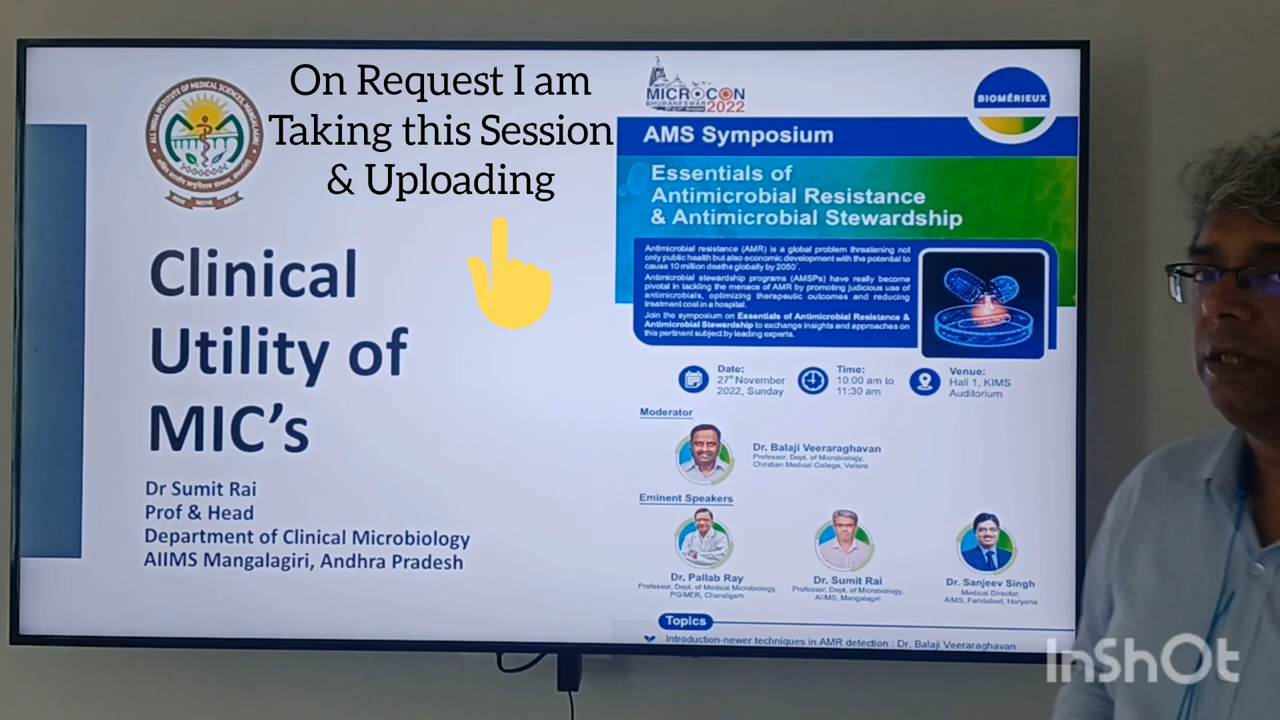 On Request I am
Taking this Session
& Uploading
Clinical
Utility of
MIC's
Dr Sumit Rai
Prof & Head
Department of Clinical Microbiology
AIIMS Mangalagiri, Andhra Pradesh
MICROCON
BHUBANESWAR 2022
BIOMÉRIEUX
AMS Symposium
Essentials of
Antimicrobial Resistance
& Antimicrobial Stewardship
Antimicrobial resistance (AMR) is a global problem threatening not
only public health but also economic development with the potential to
cause 10 million deaths globally by 2050
Antimicrobial stewardship programs (AMSPs) have really become
pivotal in tackling the menace of AMR by promoting judicious use of
antimicrobials, optimizing therapeutic outcomes and reducing
treatment cost in a hospital.
Join the symposium on Essentials of Antimicrobial Resistance &
Antimicrobial Stewardship to exchange insights and approaches on
this pertinent subject by leading experts.
Date:
27th November
2022, Sunday
Time:
10:00 am to
11:30 am
Venue:
Hall 1, KIMS
Auditorium
Moderator
Dr. Balaji Veeraraghavan
Professor, Dept. of Microbiology,
Christian Medical College, Vellore
Eminent Speakers
Dr. Pallab Ray
Professor, Dept. of Medical Microbiology,
PGIMER, Chandigarh
Dr. Sumit Rai
Professor, Dept. of Microbiology,
AIIMS, Mangalagiri
Dr. Sanjeev Singh
Medical Director,
AIMS, Faridabad, Haryana
Topics
Introduction-newer techniques in AMR detection : Dr. Balaji Veeraraghavan
InShOt